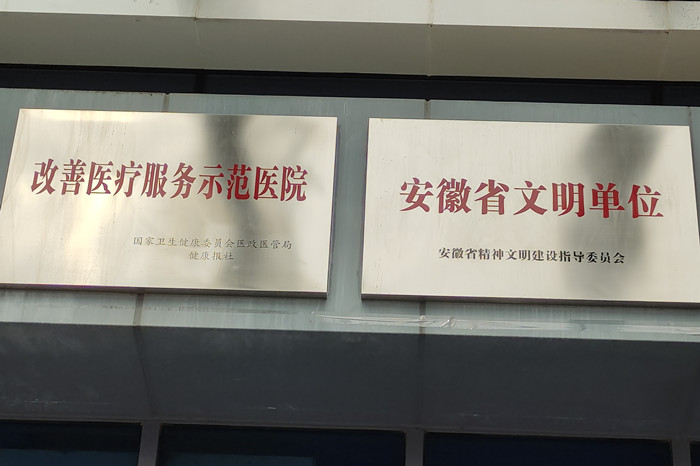 改善医疗服务示范医院
国家卫生健康委员会医政医管局
健康报社
安徽省文明单位
安徽省精神文明建设指导委员会